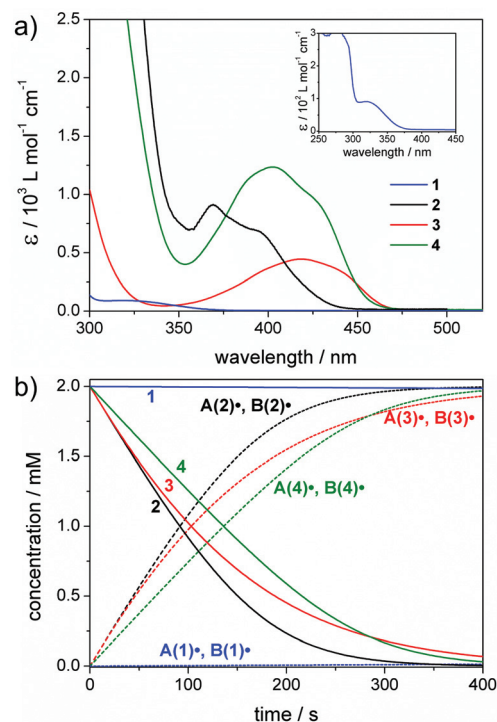 a)
ε / 10³ L mol⁻¹ cm⁻¹
2.5
2.0
1.5
1.0
0.5
0.0
300 350 400 450 500
wavelength / nm
ε / 10² L mol⁻¹ cm⁻¹
3
2
1
0
250 300 350 400 450
wavelength / nm
1
2
3
4
b)
concentration / mM
2.0
1.5
1.0
0.5
0.0
0 100 200 300 400
time / s
1
A(2)•, B(2)•
A(3)•, B(3)•
4
3
2
A(4)•, B(4)•
A(1)•, B(1)•